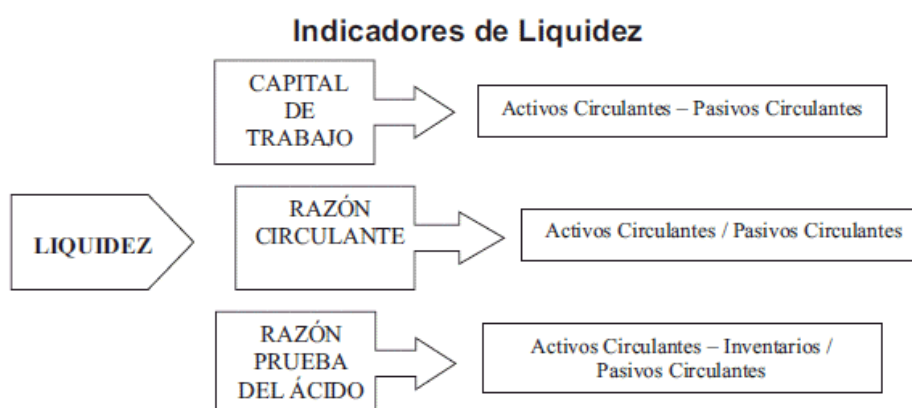 Indicadores de Liquidez
CAPITAL
DE
TRABAJO
Activos Circulantes – Pasivos Circulantes
LIQUIDEZ
RAZÓN
CIRCULANTE
Activos Circulantes / Pasivos Circulantes
RAZÓN
PRUEBA
DEL ÁCIDO
Activos Circulantes – Inventarios /
Pasivos Circulantes